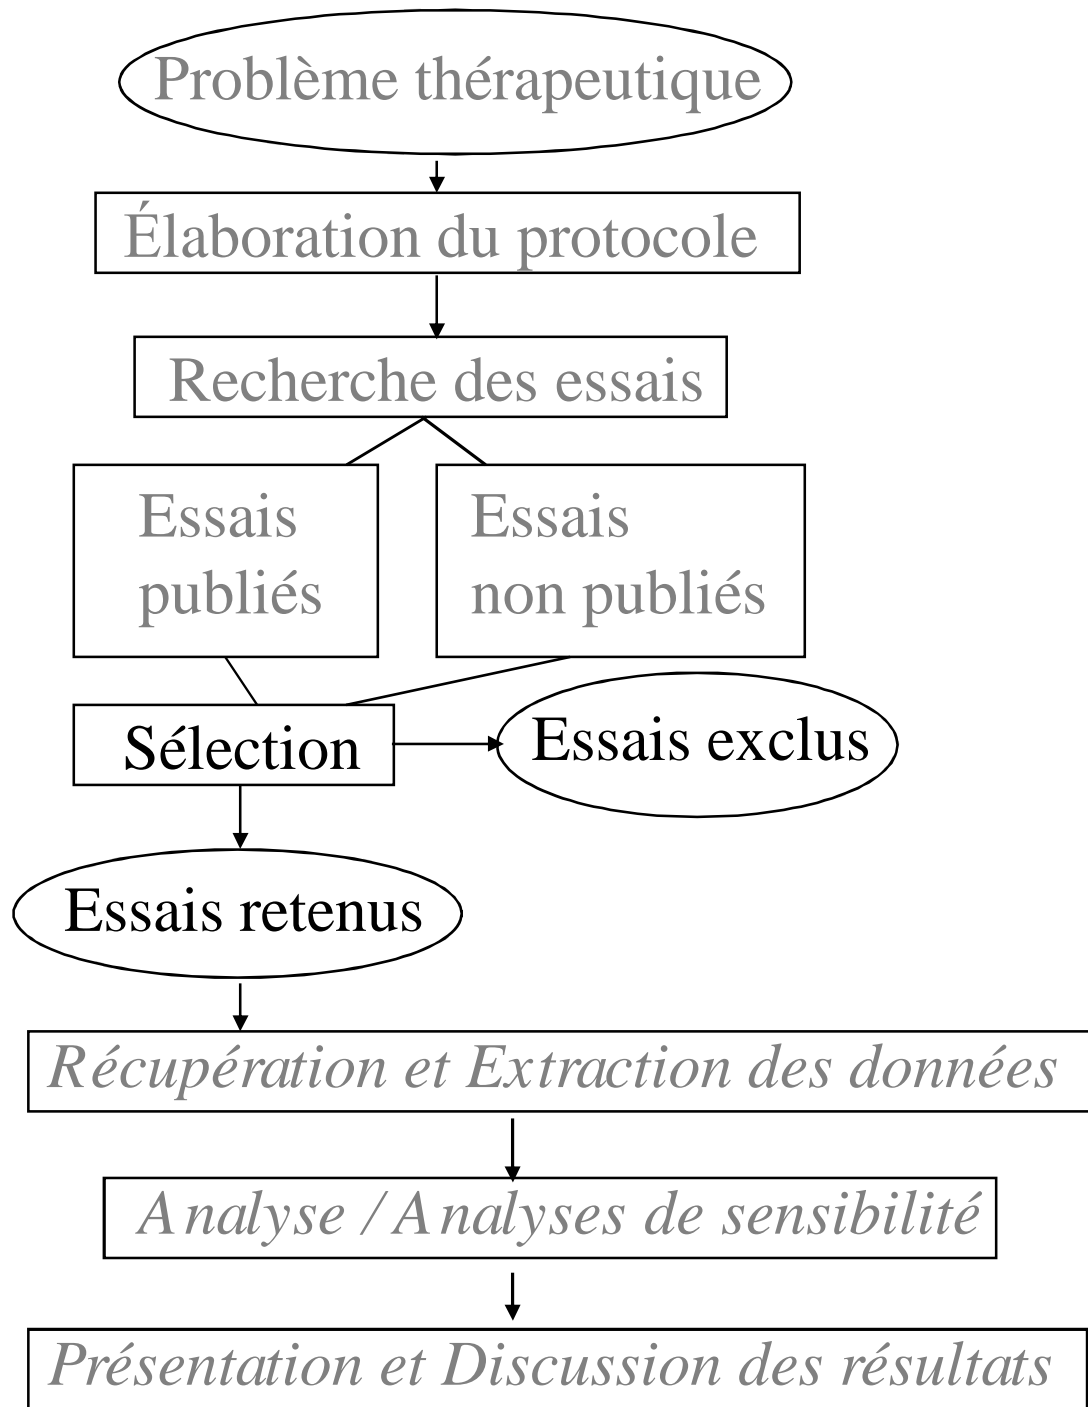 Problème thérapeutique
Élaboration du protocole
Recherche des essais
Essais
publiés
Essais
non publiés
Sélection
Essais exclus
Essais retenus
Récupération et Extraction des données
Analyse / Analyses de sensibilité
Présentation et Discussion des résultats